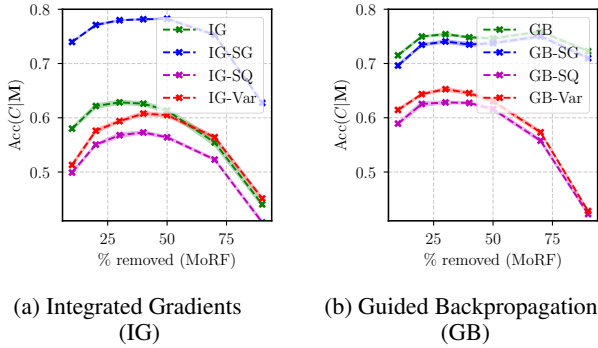 0.8
0.7
0.6
0.5
Acc(C|M)
25 50 75
% removed (MoRF)
IG
IG-SG
IG-SQ
IG-Var
(a) Integrated Gradients
(IG)
0.8
0.7
0.6
0.5
Acc(C|M)
25 50 75
% removed (MoRF)
GB
GB-SG
GB-SQ
GB-Var
(b) Guided Backpropagation
(GB)